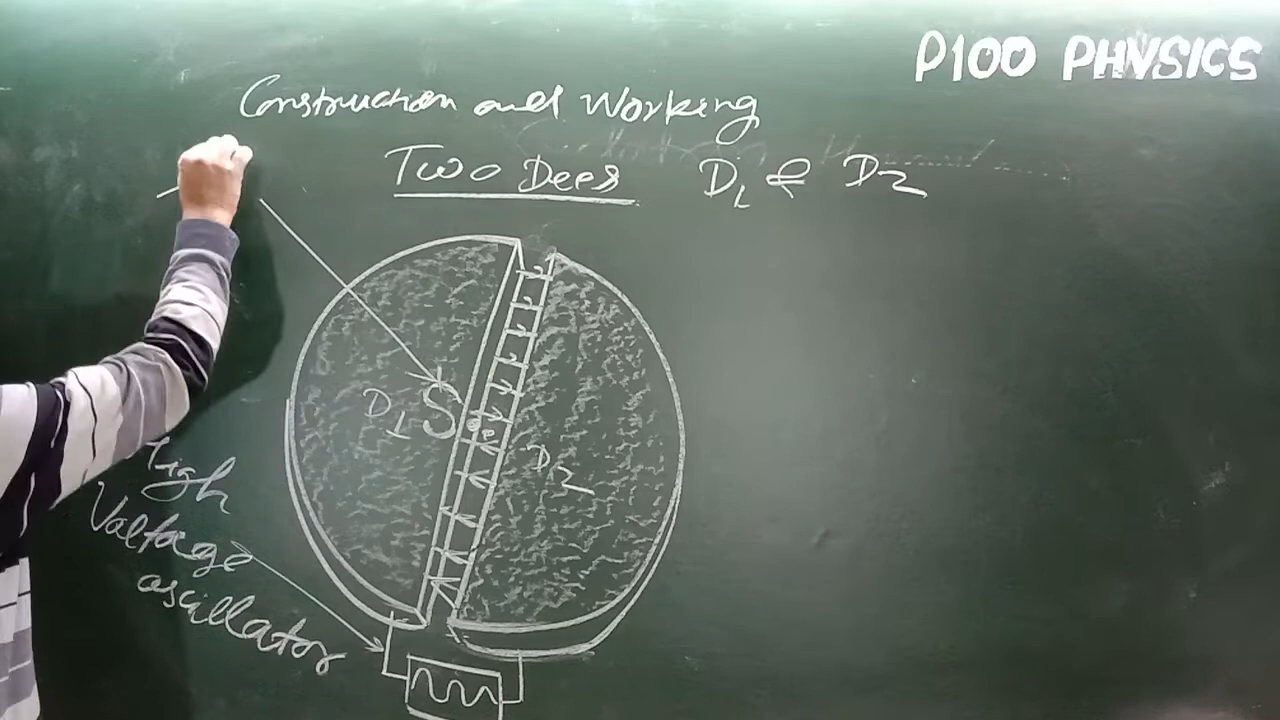 P100 PHYSICS
Construction and Working
Two Dees D1 & D2
D1
S
P
D2
High
Voltage
oscillator